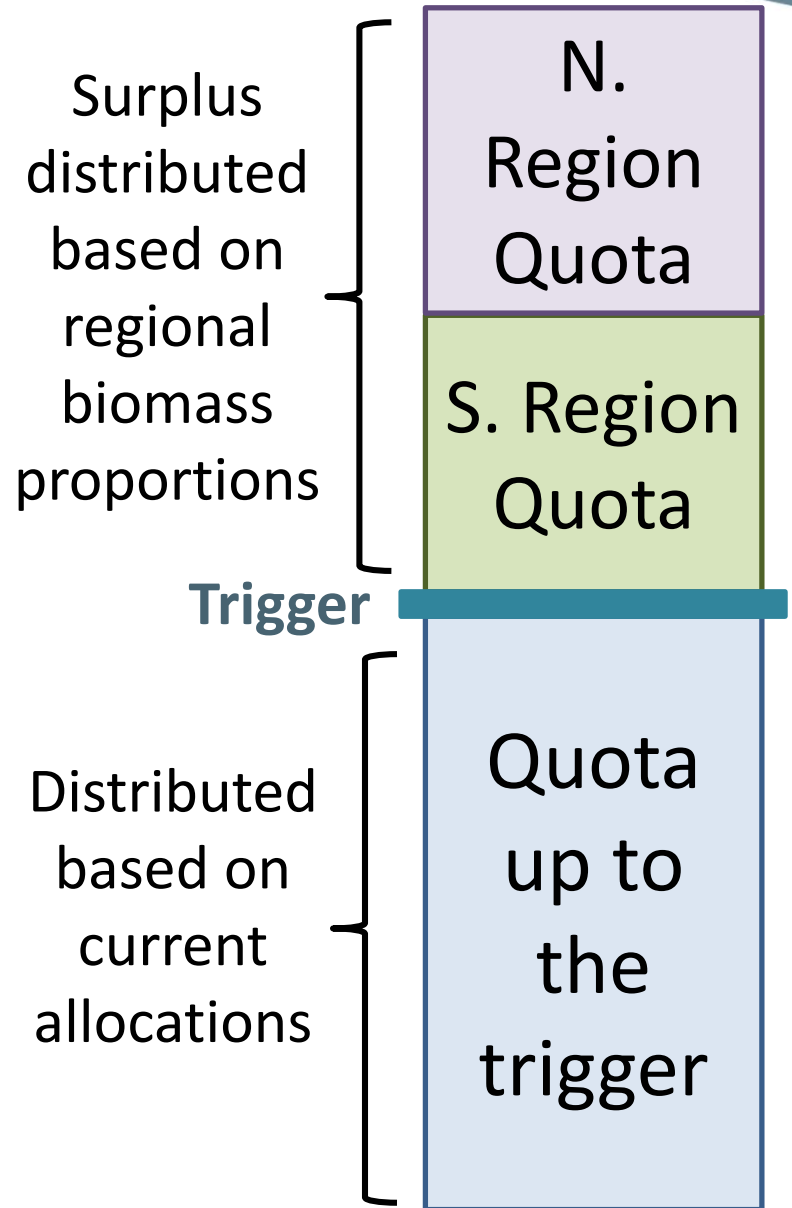 Surplus
distributed
based on
regional
biomass
proportions
N.
Region
Quota
S. Region
Quota
Trigger
Distributed
based on
current
allocations
Quota
up to
the
trigger